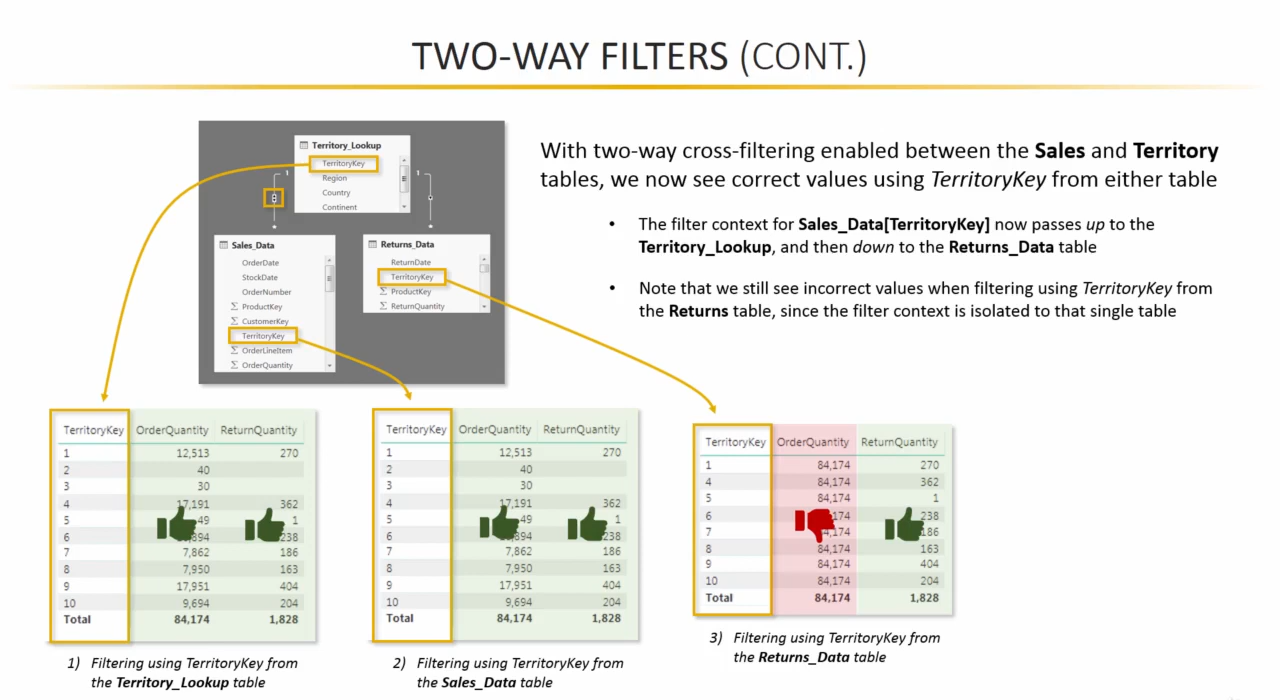 TWO-WAY FILTERS (CONT.)
Territory_Lookup
TerritoryKey
Region
Country
Continent
1
1
Sales_Data
OrderDate
StockDate
OrderNumber
Σ ProductKey
Σ CustomerKey
TerritoryKey
Σ OrderLineItem
Σ OrderQuantity
Returns_Data
ReturnDate
TerritoryKey
Σ ProductKey
Σ ReturnQuantity
With two-way cross-filtering enabled between the Sales and Territory
tables, we now see correct values using TerritoryKey from either table
• The filter context for Sales_Data[TerritoryKey] now passes up to the
Territory_Lookup, and then down to the Returns_Data table
• Note that we still see incorrect values when filtering using TerritoryKey from
the Returns table, since the filter context is isolated to that single table
TerritoryKey OrderQuantity ReturnQuantity
1 12,513 270
2 40
3 30
4 17,191 362
5 49 1
6 894 238
7 7,862 186
8 7,950 163
9 17,951 404
10 9,694 204
Total 84,174 1,828
1) Filtering using TerritoryKey from
the Territory_Lookup table
TerritoryKey OrderQuantity ReturnQuantity
1 12,513 270
2 40
3 30
4 17,191 362
5 49 1
6 894 238
7 7,862 186
8 7,950 163
9 17,951 404
10 9,694 204
Total 84,174 1,828
2) Filtering using TerritoryKey from
the Sales_Data table
TerritoryKey OrderQuantity ReturnQuantity
1 84,174 270
4 84,174 362
5 84,174 1
6 174 238
7 4,174 186
8 84,174 163
9 84,174 404
10 84,174 204
Total 84,174 1,828
3) Filtering using TerritoryKey from
the Returns_Data table